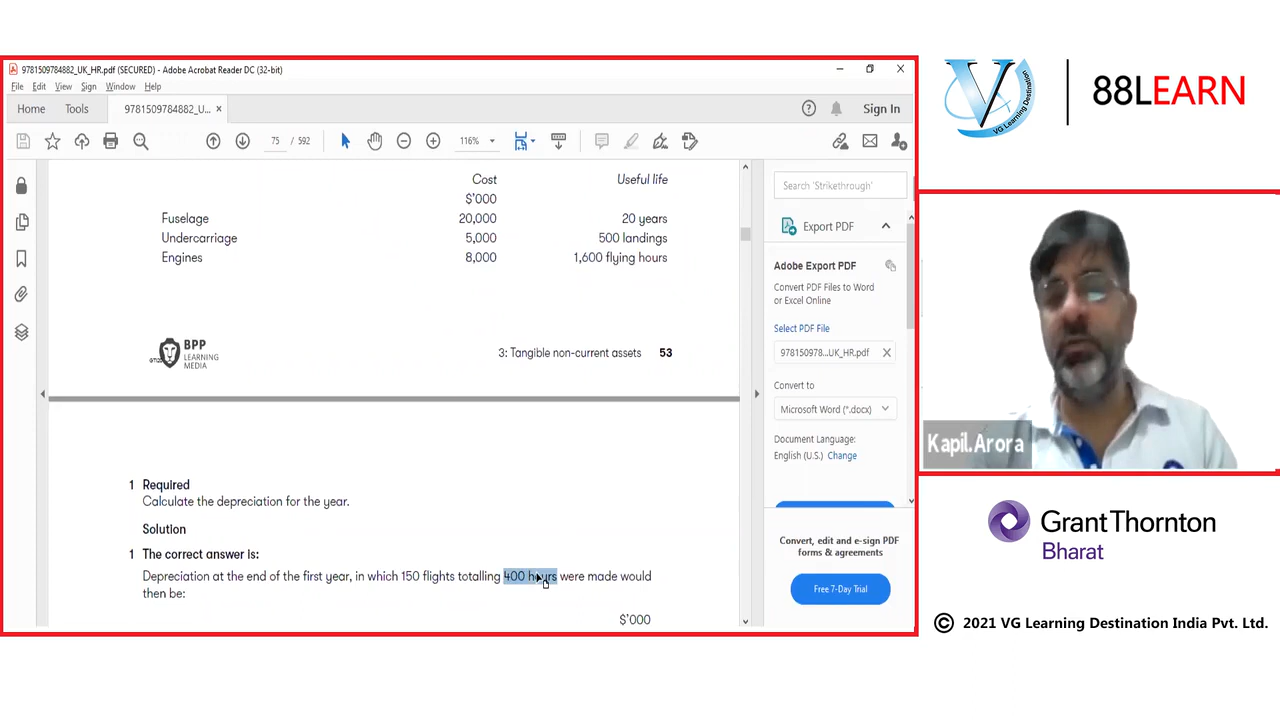 9781509784882_UK_HR.pdf (SECURED) - Adobe Acrobat Reader DC (32-bit)
File Edit View Sign Window Help
Home Tools 9781509784882_U... × Sign In
75 / 592 116%
Cost Useful life
$'000
Fuselage 20,000 20 years
Undercarriage 5,000 500 landings
Engines 8,000 1,600 flying hours
BPP
LEARNING
MEDIA
3: Tangible non-current assets 53
1 Required
Calculate the depreciation for the year.
Solution
1 The correct answer is:
Depreciation at the end of the first year, in which 150 flights totalling 400 hours were made would
then be:
$'000
Search 'Strikethrough'
Export PDF
Adobe Export PDF
Convert PDF Files to Word
or Excel Online
Select PDF File
978150978...UK_HR.pdf
Convert to
Microsoft Word (*.docx)
Document Language:
English (U.S.) Change
Convert, edit and e-sign PDF
forms & agreements
Free 7-Day Trial
V
VG Learning Destination
88LEARN
Kapil.Arora
Grant Thornton
Bharat
© 2021 VG Learning Destination India Pvt. Ltd.